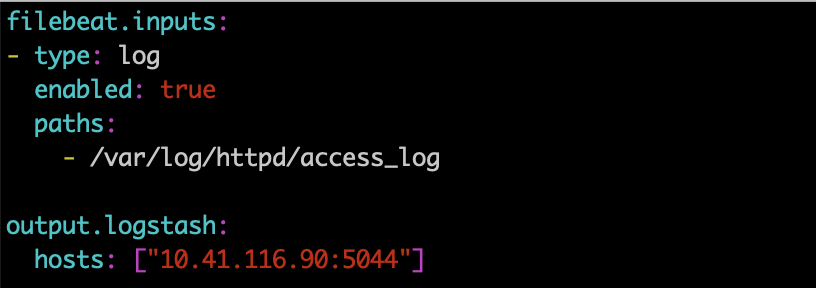 filebeat.inputs:
- type: log
  enabled: true
  paths:
    - /var/log/httpd/access_log

output.logstash:
  hosts: ["10.41.116.90:5044"]